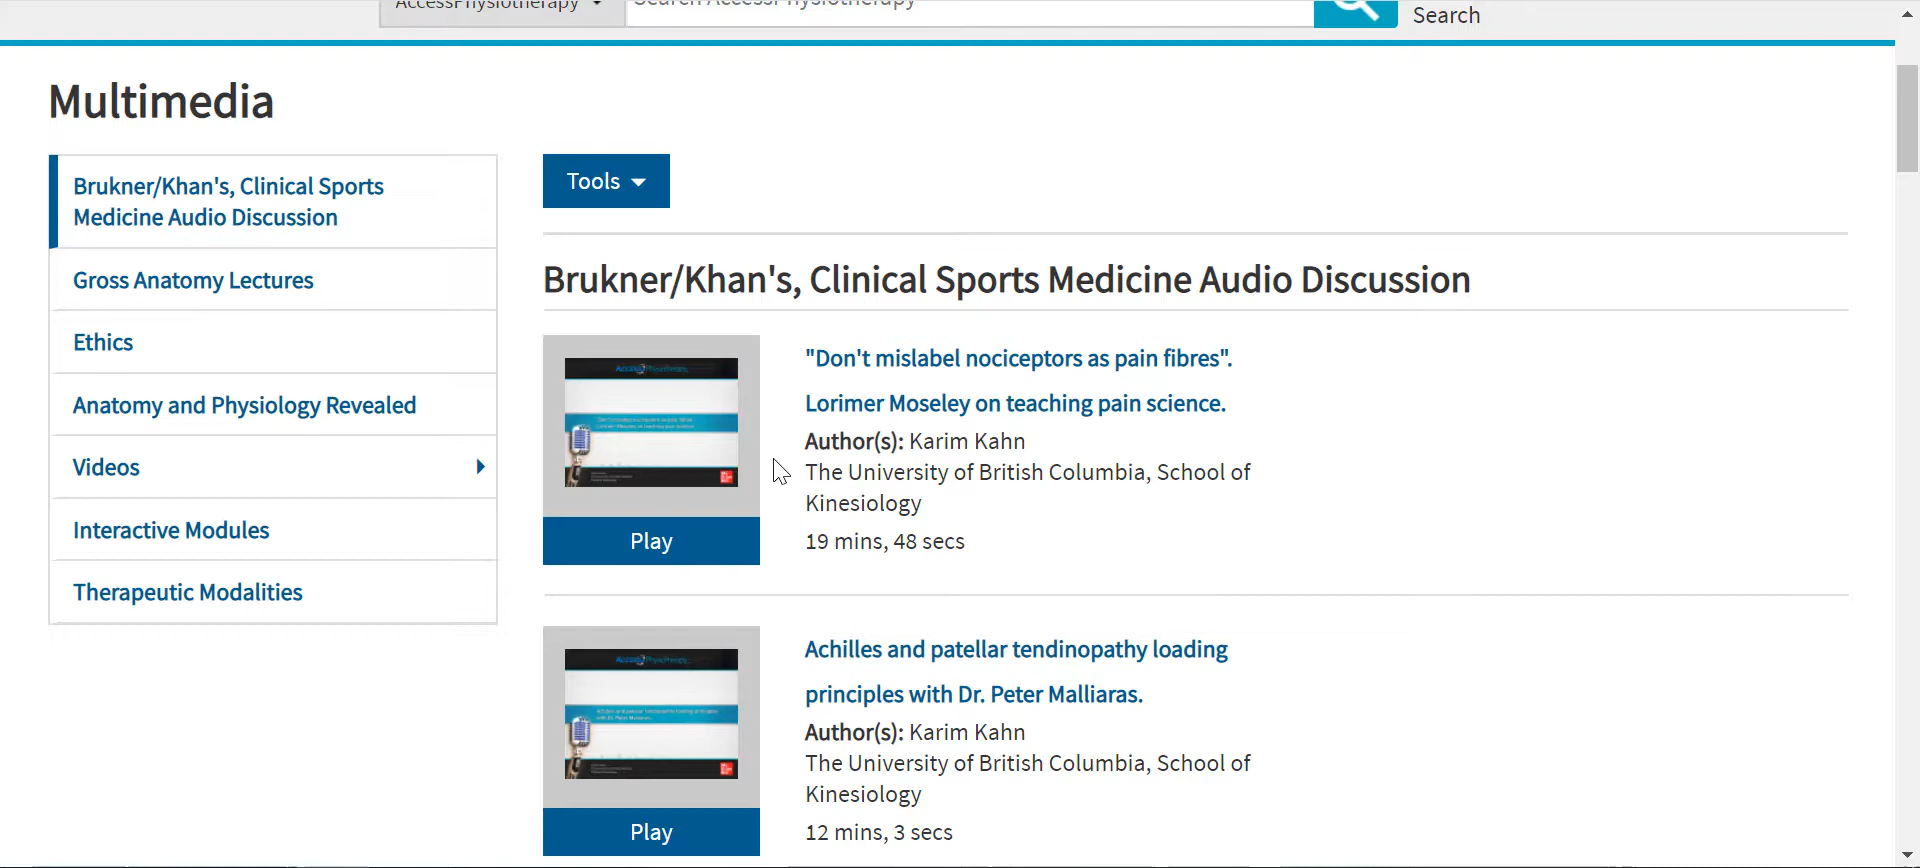 AccessPhysiotherapy
Search AccessPhysiotherapy
Search
Multimedia
Brukner/Khan's, Clinical Sports
Medicine Audio Discussion
Gross Anatomy Lectures
Ethics
Anatomy and Physiology Revealed
Videos
Interactive Modules
Therapeutic Modalities
Tools
Brukner/Khan's, Clinical Sports Medicine Audio Discussion
"Don't mislabel nociceptors as pain fibres".
Lorimer Moseley on teaching pain science.
Author(s): Karim Kahn
The University of British Columbia, School of
Kinesiology
19 mins, 48 secs
Play
Achilles and patellar tendinopathy loading
principles with Dr. Peter Malliaras.
Author(s): Karim Kahn
The University of British Columbia, School of
Kinesiology
12 mins, 3 secs
Play